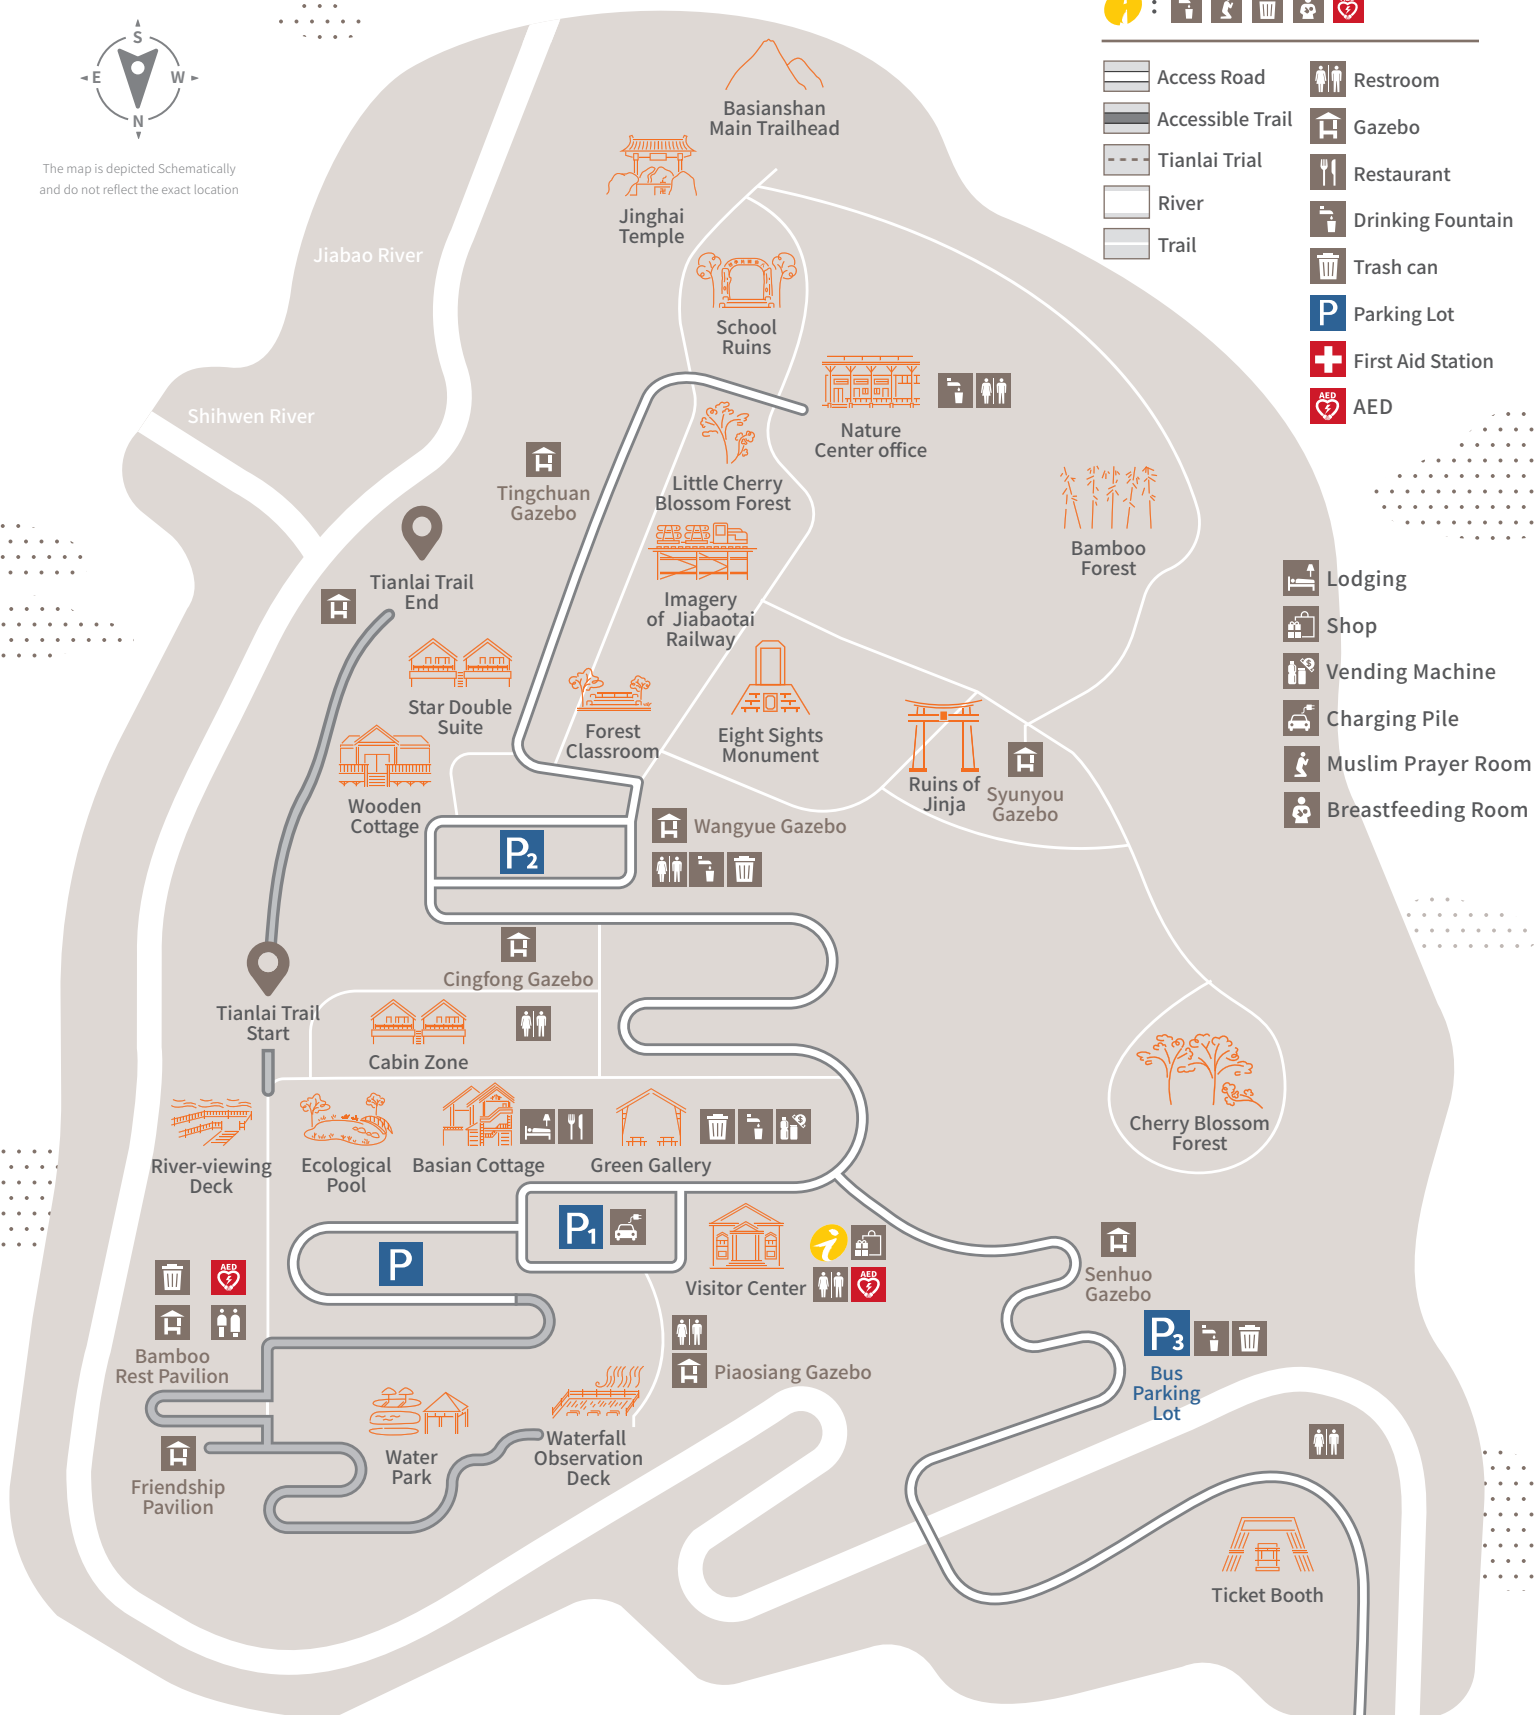 S
E
W
N
The map is depicted Schematically
and do not reflect the exact location
:
Access Road
Accessible Trail
Tianlai Trial
River
Trail
Restroom
Gazebo
Restaurant
Drinking Fountain
Trash can
P
Parking Lot
First Aid Station
AED
AED
Lodging
Shop
Vending Machine
Charging Pile
Muslim Prayer Room
Breastfeeding Room
Basianshan
Main Trailhead
Jinghai
Temple
Jiabao River
School
Ruins
Shihwen River
Nature
Center office
Tingchuan
Gazebo
Little Cherry
Blossom Forest
Bamboo
Forest
Tianlai Trail
End
Imagery
of Jiabaotai
Railway
Star Double
Suite
Forest
Classroom
Eight Sights
Monument
Ruins of
Jinja
Syunyou
Gazebo
Wooden
Cottage
Wangyue Gazebo
P2
Cingfong Gazebo
Tianlai Trail
Start
Cabin Zone
Cherry Blossom
Forest
River-viewing
Deck
Ecological
Pool
Basian Cottage
Green Gallery
P1
P
Visitor Center
i
AED
Senhuo
Gazebo
AED
Bamboo
Rest Pavilion
Piaosiang Gazebo
P3
Bus
Parking
Lot
Water
Park
Waterfall
Observation
Deck
Friendship
Pavilion
Ticket Booth